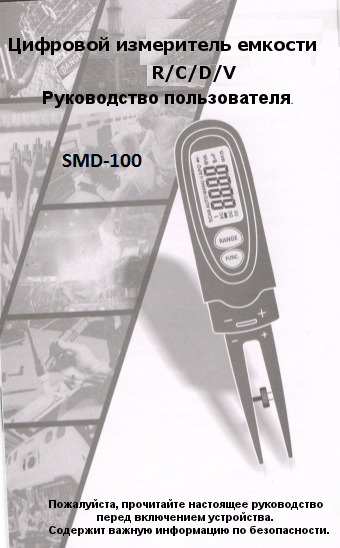 Цифровой измеритель емкости
R/C/D/V
Руководство пользователя.
SMD-100
RANGE
FUNC.
Пожалуйста, прочитайте настоящее руководство
перед включением устройства.
Содержит важную информацию по безопасности.